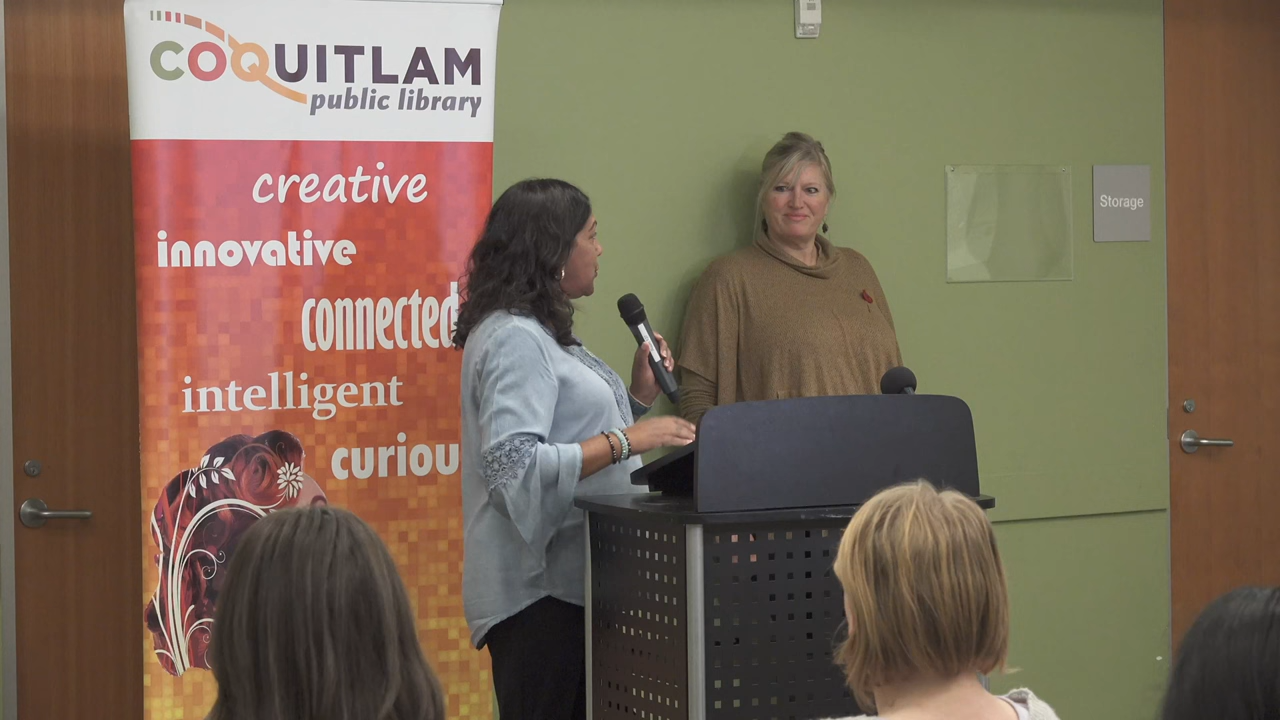 COQUITLAM
public library
creative
innovative
connected
intelligent
curiou
Storage